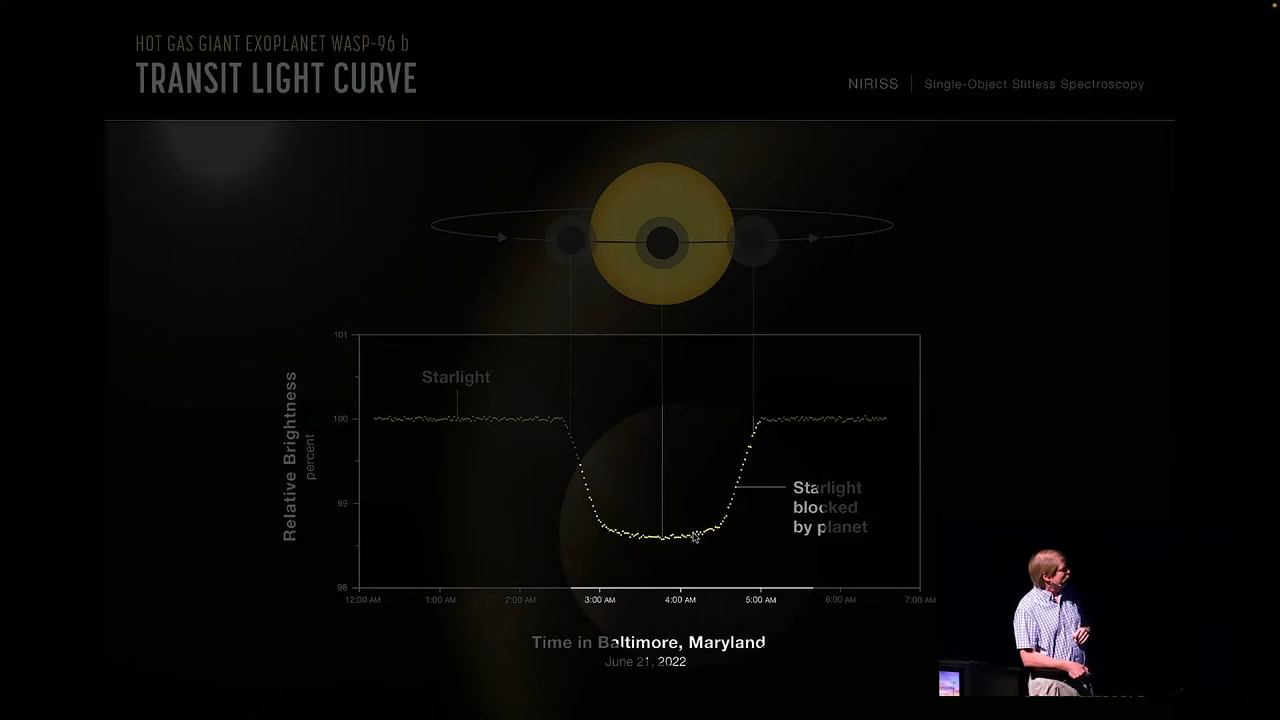 HOT GAS GIANT EXOPLANET WASP-96 b
TRANSIT LIGHT CURVE
NIRISS | Single-Object Slitless Spectroscopy
101
Starlight
100
Relative Brightness
percent
99
Starlight
blocked
by planet
98
12:00 AM 1:00 AM 2:00 AM 3:00 AM 4:00 AM 5:00 AM 6:00 AM 7:00 AM
Time in Baltimore, Maryland
June 21, 2022